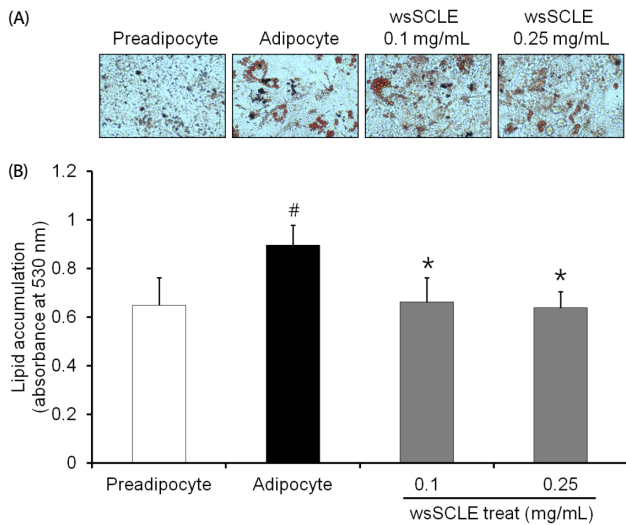 (A)
Preadipocyte
Adipocyte
wsSCLE
0.1 mg/mL
wsSCLE
0.25 mg/mL
(B)
Lipid accumulation
(absorbance at 530 nm)
1.2
1
0.8
0.6
0.4
0.2
0
#
*
*
Preadipocyte
Adipocyte
0.1
0.25
wsSCLE treat (mg/mL)